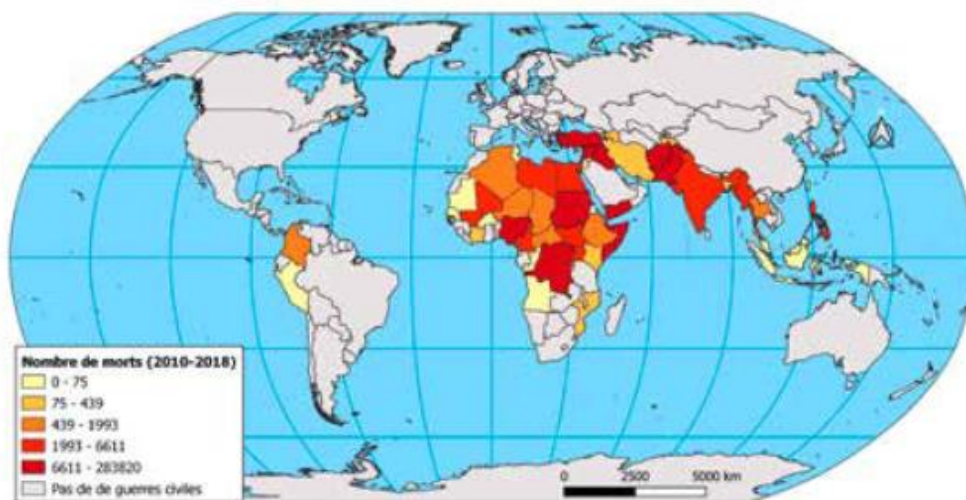 Nombre de morts (2010-2018)
0 - 75
75 - 439
439 - 1993
1993 - 6611
6611 - 283820
Pas de de guerres civiles
0 2500 5000 km